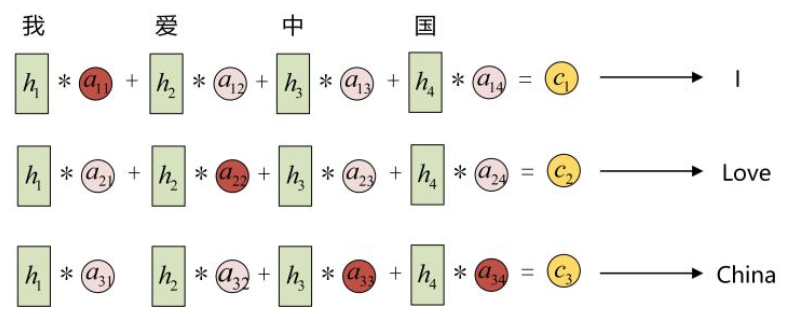 我 爱 中 国
h₁ * a₁₁ + h₂ * a₁₂ + h₃ * a₁₃ + h₄ * a₁₄ = c₁ I
h₁ * a₂₁ + h₂ * a₂₂ + h₃ * a₂₃ + h₄ * a₂₄ = c₂ Love
h₁ * a₃₁ h₂ * a₃₂ + h₃ * a₃₃ + h₄ * a₃₄ = c₃ China